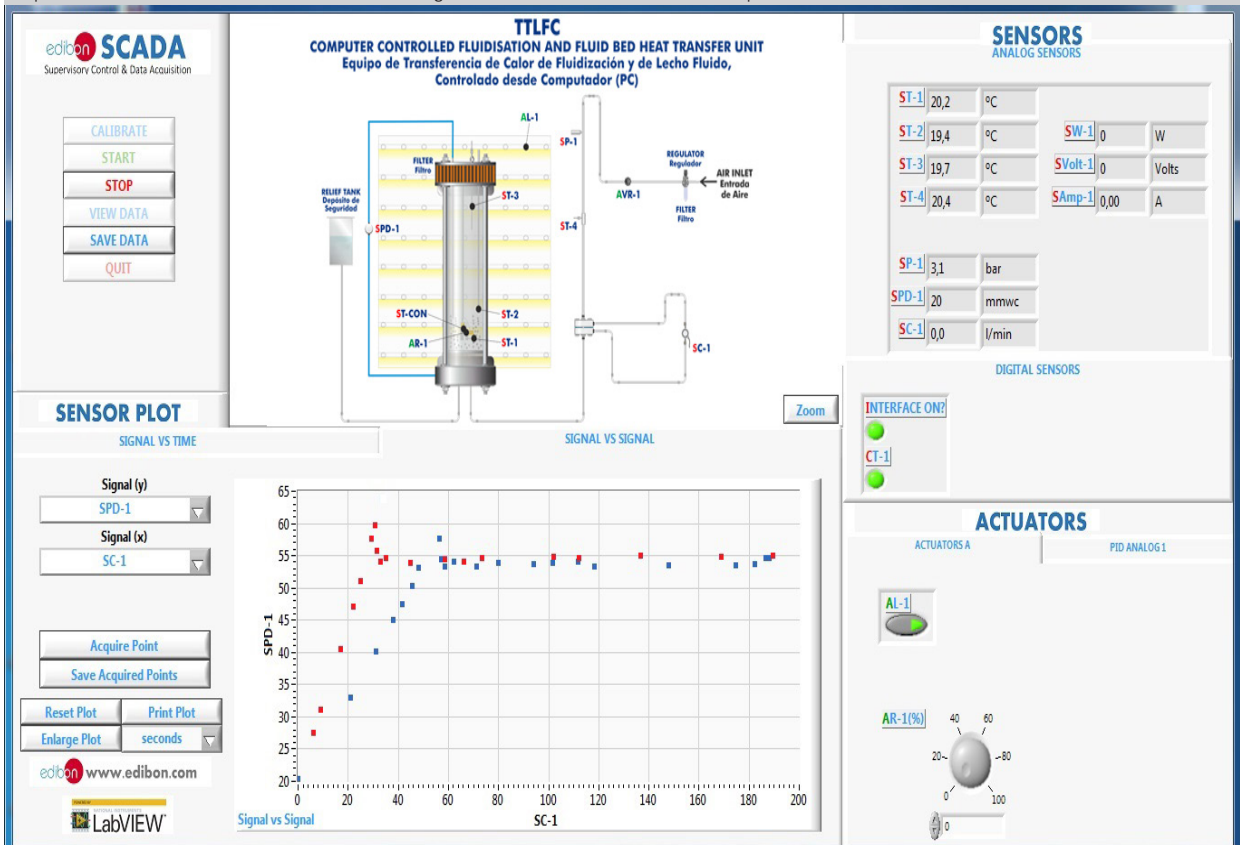 edibon SCADA
Supervisory Control & Data Acquisition
CALIBRATE
START
STOP
VIEW DATA
SAVE DATA
QUIT
TTLFC
COMPUTER CONTROLLED FLUIDISATION AND FLUID BED HEAT TRANSFER UNIT
Equipo de Transferencia de Calor de Fluidización y de Lecho Fluido,
Controlado desde Computador (PC)
AL-1
SP-1
FILTER
Filtro
REGULATOR
Regulador
AIR INLET
Entrada
de Aire
RELIEF TANK
Depósito de
Seguridad
ST-3
AVR-1
FILTER
Filtro
SPD-1
ST-4
ST-CON
ST-2
AR-1
ST-1
SC-1
Zoom
SENSORS
ANALOG SENSORS
ST-1 20,2 ºC
ST-2 19,4 ºC SW-1 0 W
ST-3 19,7 ºC SVolt-1 0 Volts
ST-4 20,4 ºC SAmp-1 0,00 A
SP-1 3,1 bar
SPD-1 20 mmwc
SC-1 0,0 l/min
DIGITAL SENSORS
INTERFACE ON?
CT-1
SENSOR PLOT
SIGNAL VS TIME
SIGNAL VS SIGNAL
Signal (y)
SPD-1
Signal (x)
SC-1
Acquire Point
Save Acquired Points
Reset Plot Print Plot
Enlarge Plot seconds
edibon www.edibon.com
LabVIEW
65
60
55
50
45
40
35
30
25
20
SPD-1
0 20 40 60 80 100 120 140 160 180 200
Signal vs Signal
SC-1
ACTUATORS
ACTUATORS A
PID ANALOG 1
AL-1
AR-1(%)
40 60
20 80
0 100
0